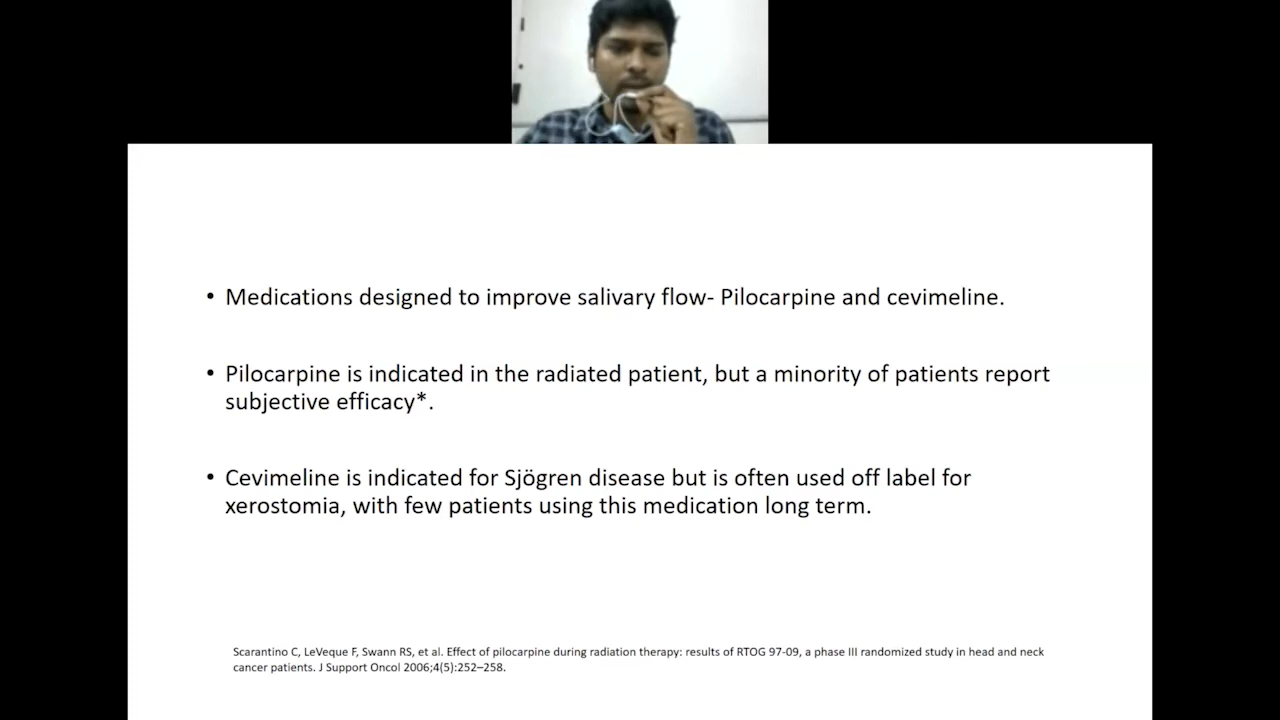 • Medications designed to improve salivary flow- Pilocarpine and cevimeline.
• Pilocarpine is indicated in the radiated patient, but a minority of patients report
subjective efficacy*.
• Cevimeline is indicated for Sjögren disease but is often used off label for
xerostomia, with few patients using this medication long term.
Scarantino C, LeVeque F, Swann RS, et al. Effect of pilocarpine during radiation therapy: results of RTOG 97-09, a phase III randomized study in head and neck
cancer patients. J Support Oncol 2006;4(5):252–258.